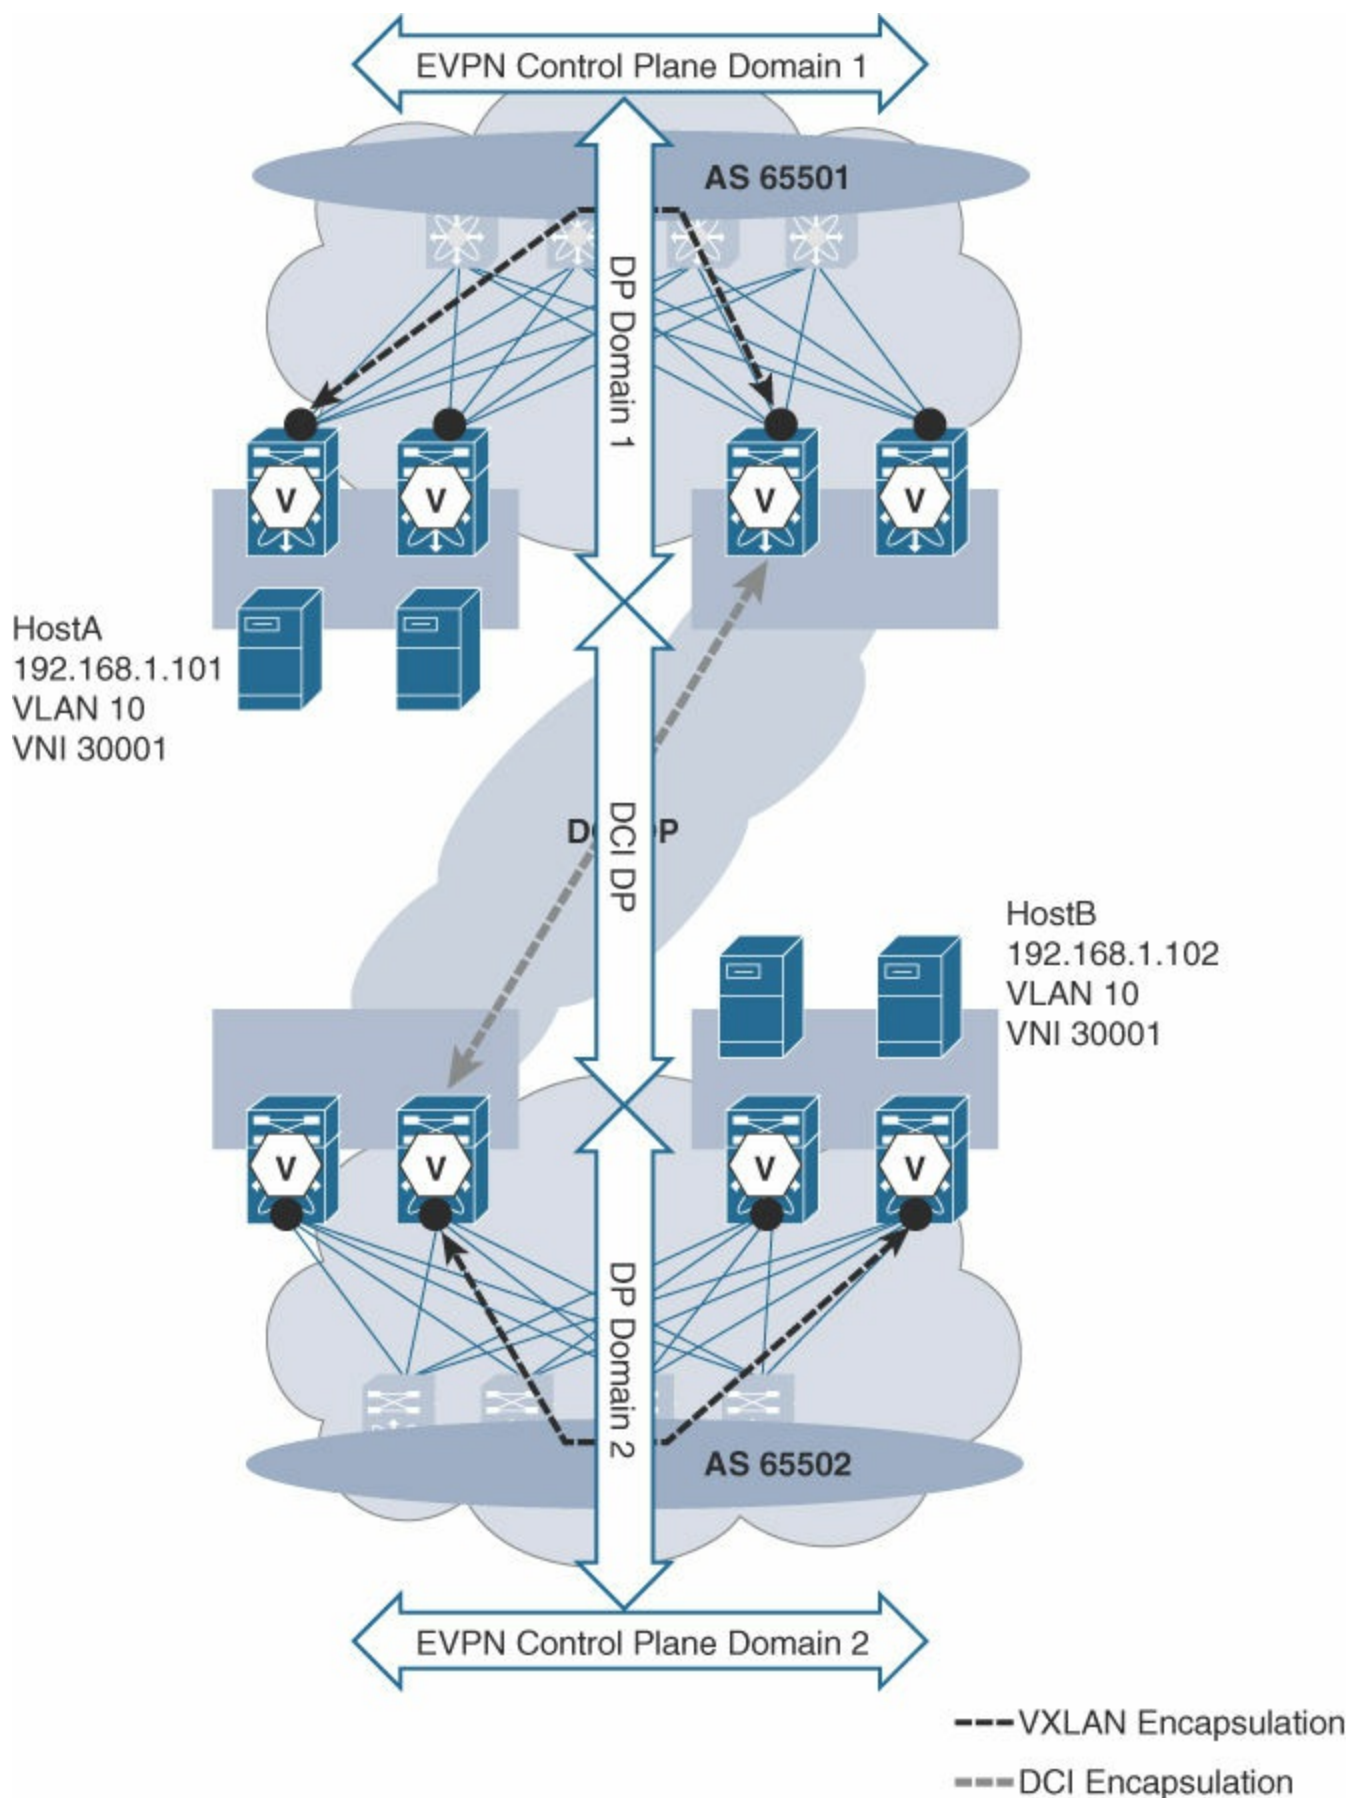 EVPN Control Plane Domain 1
AS 65501
DP Domain 1
V
V
V
V
HostA
192.168.1.101
VLAN 10
VNI 30001
DCI DP
HostB
192.168.1.102
VLAN 10
VNI 30001
V
V
V
V
DP Domain 2
AS 65502
EVPN Control Plane Domain 2
VXLAN Encapsulation
DCI Encapsulation